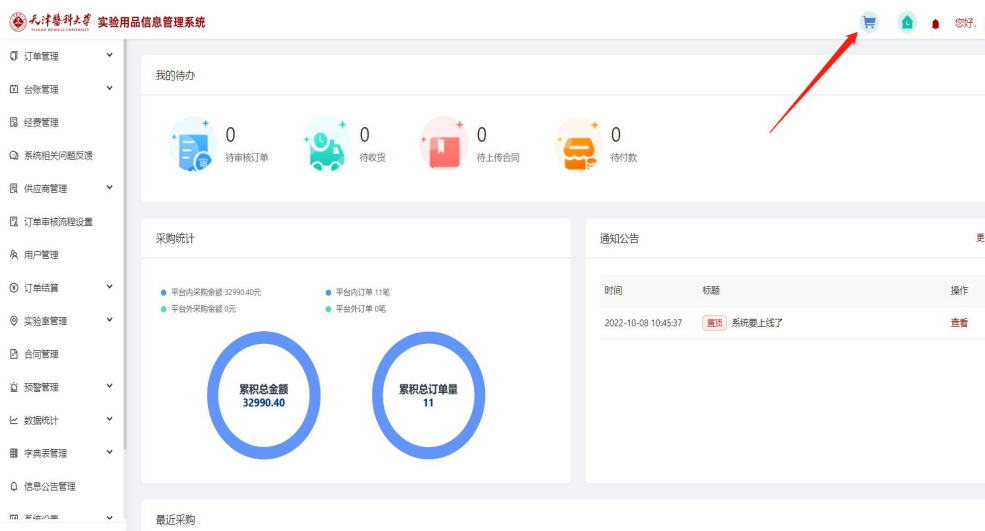 天津醫科大学 实验用品信息管理系统
TIANJIN MEDICAL UNIVERSITY
您好,
订单管理
台账管理
经费管理
系统相关问题反馈
供应商管理
订单审核流程设置
用户管理
订单结算
实验室管理
合同管理
预警管理
数据统计
字典表管理
信息公告管理
系统设置
我的待办
0
待审核订单
0
待收货
0
待上传合同
0
待付款
采购统计
平台内采购金额 32990.40元
平台内订单 11笔
平台外采购金额 0元
平台外订单 0笔
累积总金额
32990.40
累积总订单量
11
通知公告
更
时间 标题 操作
2022-10-08 10:45:37 置顶 系统要上线了 查看
最近采购